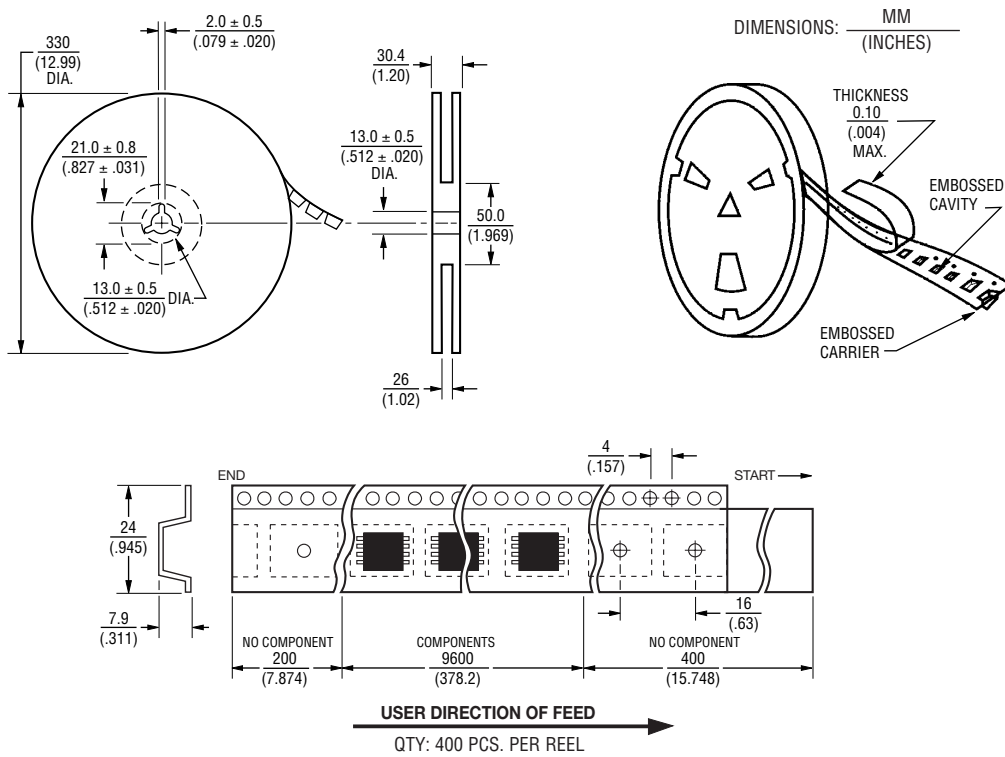 DIMENSIONS: MM
(INCHES)
330
(12.99)
DIA.
2.0 ± 0.5
(.079 ± .020)
21.0 ± 0.8
(.827 ± .031)
13.0 ± 0.5
(.512 ± .020)
DIA.
30.4
(1.20)
13.0 ± 0.5
(.512 ± .020)
DIA.
50.0
(1.969)
26
(1.02)
THICKNESS
0.10
(.004)
MAX.
EMBOSSED
CAVITY
EMBOSSED
CARRIER
END
4
(.157)
START
24
(.945)
7.9
(.311)
16
(.63)
NO COMPONENT
200
(7.874)
COMPONENTS
9600
(378.2)
NO COMPONENT
400
(15.748)
USER DIRECTION OF FEED
QTY: 400 PCS. PER REEL